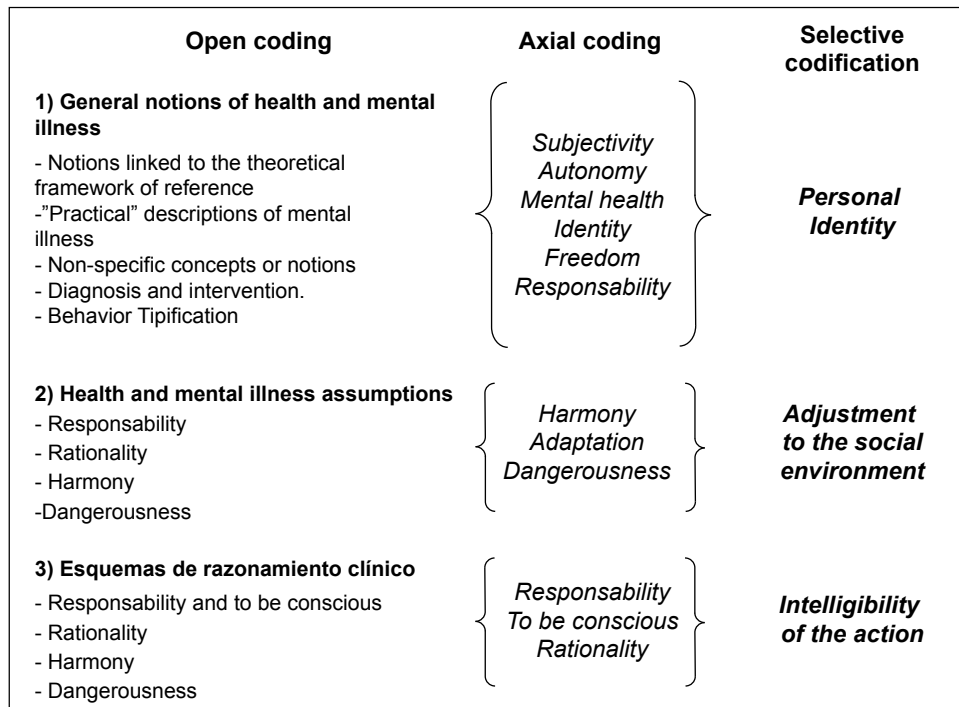 Open coding
Axial coding
Selective
codification
1) General notions of health and mental
illness
- Notions linked to the theoretical
framework of reference
-”Practical” descriptions of mental
illness
- Non-specific concepts or notions
- Diagnosis and intervention.
- Behavior Tipification
Subjectivity
Autonomy
Mental health
Identity
Freedom
Responsability
Personal
Identity
2) Health and mental illness assumptions
- Responsability
- Rationality
- Harmony
-Dangerousness
Harmony
Adaptation
Dangerousness
Adjustment
to the social
environment
3) Esquemas de razonamiento clínico
- Responsability and to be conscious
- Rationality
- Harmony
- Dangerousness
Responsability
To be conscious
Rationality
Intelligibility
of the action